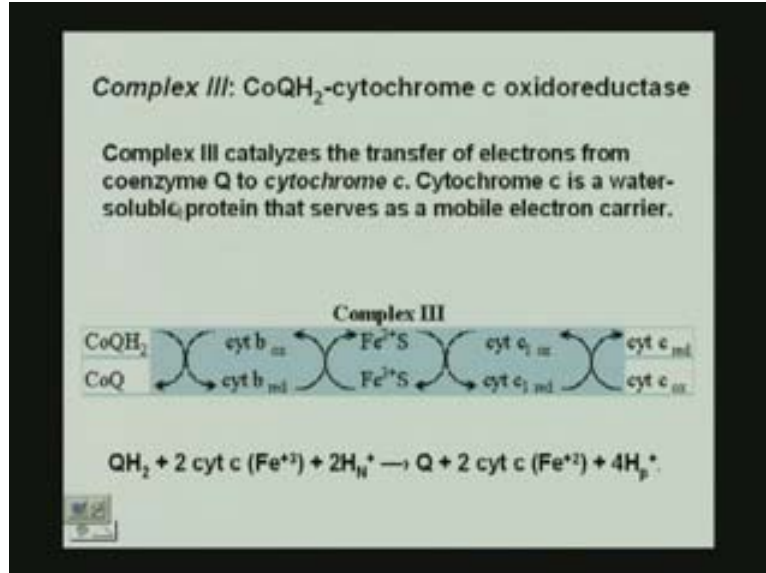 Complex III: CoQH₂-cytochrome c oxidoreductase
Complex III catalyzes the transfer of electrons from
coenzyme Q to cytochrome c. Cytochrome c is a water-
soluble protein that serves as a mobile electron carrier.
Complex III
CoQH₂ cyt b ox Fe²⁺S cyt c₁ ox cyt c red
CoQ cyt b red Fe³⁺S cyt c₁ red cyt c ox
QH₂ + 2 cyt c (Fe⁺³) + 2H_N⁺ → Q + 2 cyt c (Fe⁺²) + 4H_p⁺.